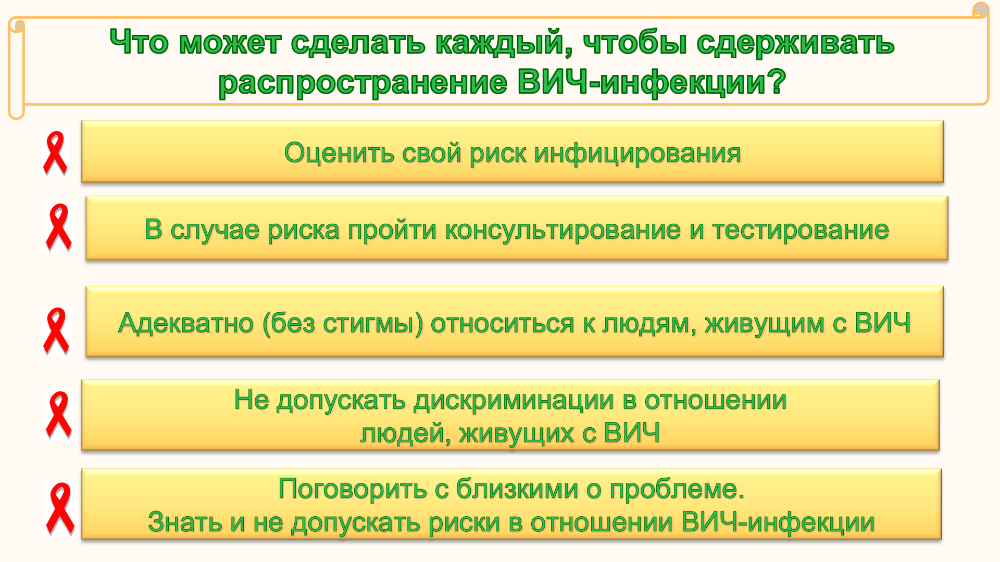 Что может сделать каждый, чтобы сдерживать
распространение ВИЧ-инфекции?
Оценить свой риск инфицирования
В случае риска пройти консультирование и тестирование
Адекватно (без стигмы) относиться к людям, живущим с ВИЧ
Не допускать дискриминации в отношении
людей, живущих с ВИЧ
Поговорить с близкими о проблеме.
Знать и не допускать риски в отношении ВИЧ-инфекции